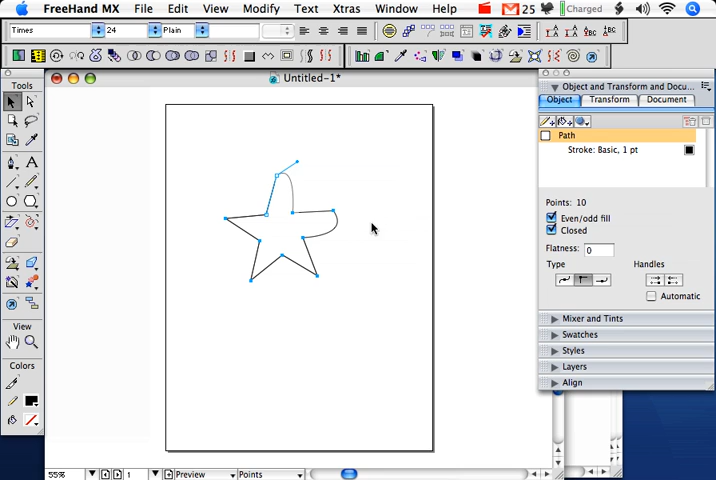 FreeHand MX File Edit View Modify Text Xtras Window Help 25 Charged
Times 24 Plain
Untitled-1*
Tools
View
Colors
Object and Transform and Docu...
Object Transform Document
Path
Stroke: Basic, 1 pt
Points: 10
Even/odd fill
Closed
Flatness: 0
Type Handles
Automatic
Mixer and Tints
Swatches
Styles
Layers
Align
55% 1 Preview Points